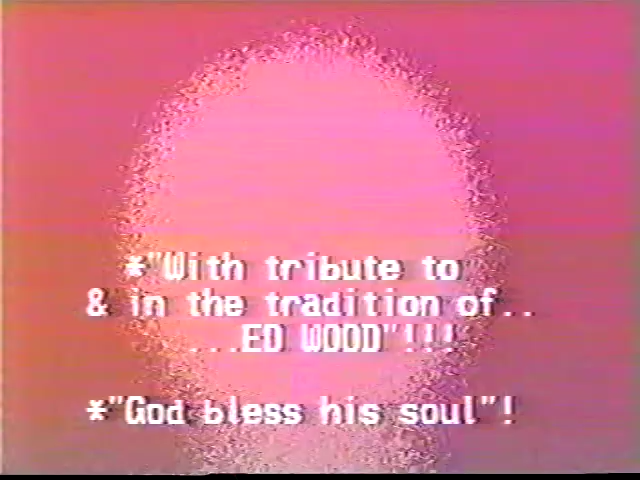 *"With tribute to
& in the tradition of..
...ED WOOD"!!!
*"God bless his soul"!